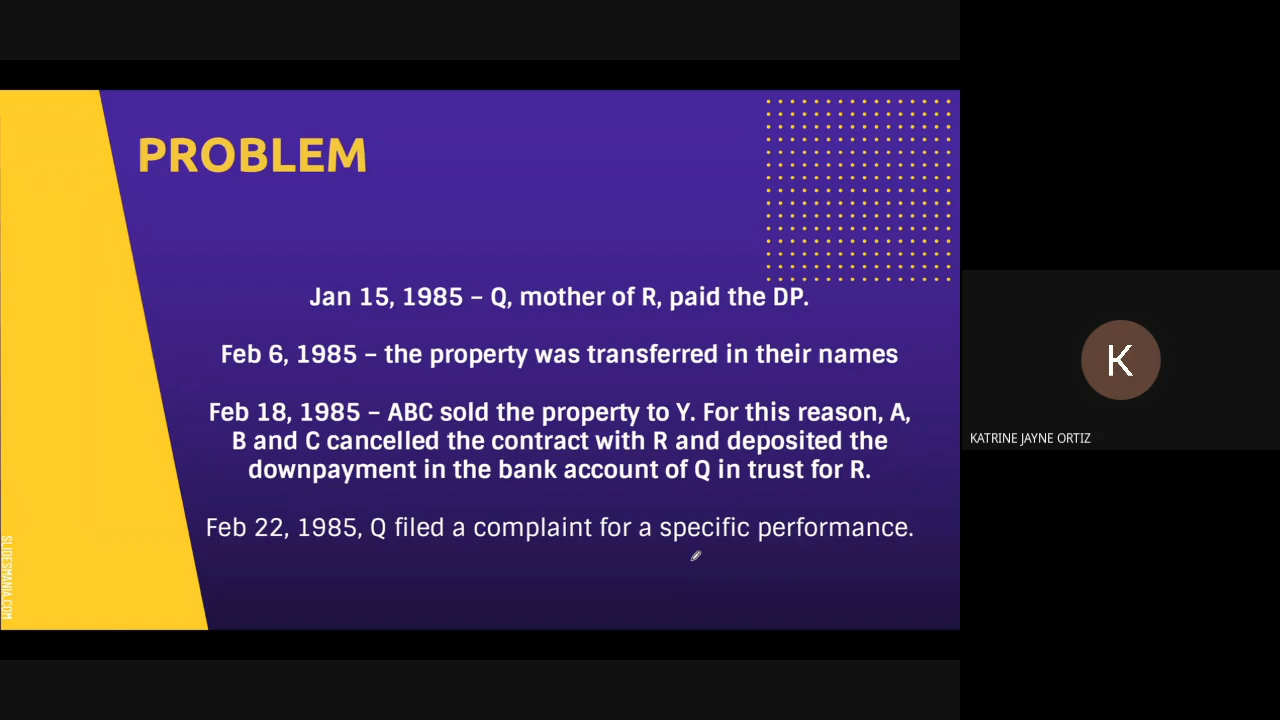 PROBLEM
Jan 15, 1985 – Q, mother of R, paid the DP.
Feb 6, 1985 – the property was transferred in their names
Feb 18, 1985 – ABC sold the property to Y. For this reason, A,
B and C cancelled the contract with R and deposited the
downpayment in the bank account of Q in trust for R.
Feb 22, 1985, Q filed a complaint for a specific performance.
SLIDESMANIA.COM
K
KATRINE JAYNE ORTIZ